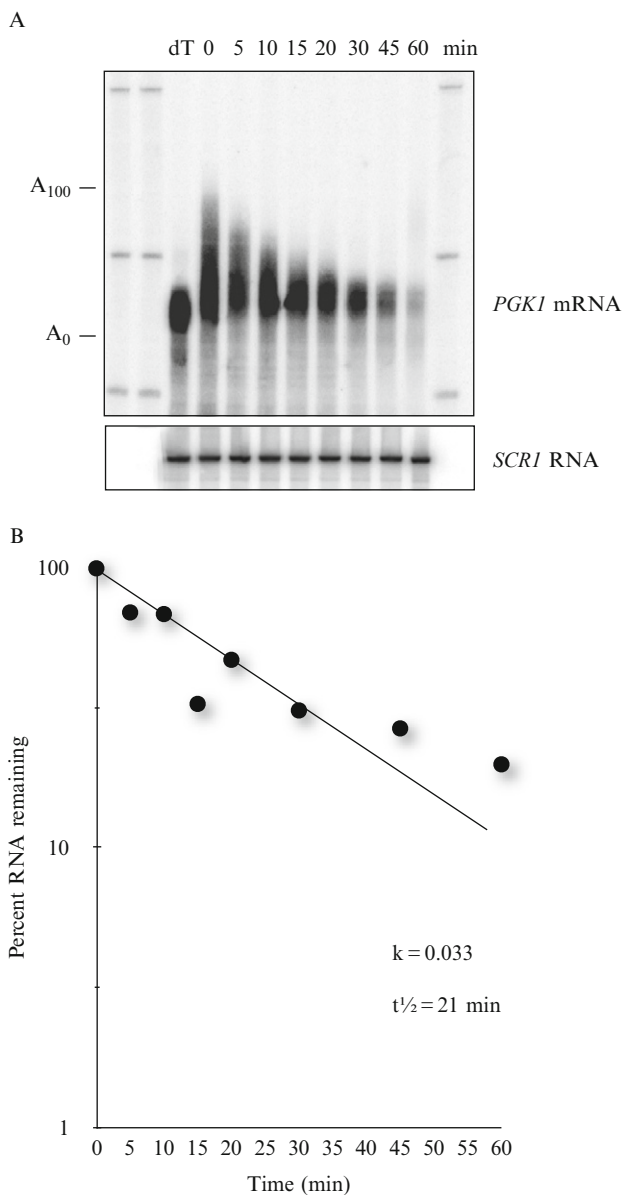 A
dT 0 5 10 15 20 30 45 60 min
A100
PGK1 mRNA
A0
SCR1 RNA
B
100
10
1
Percent RNA remaining
k = 0.033
t½ = 21 min
0 5 10 15 20 25 30 35 40 45 50 55 60
Time (min)